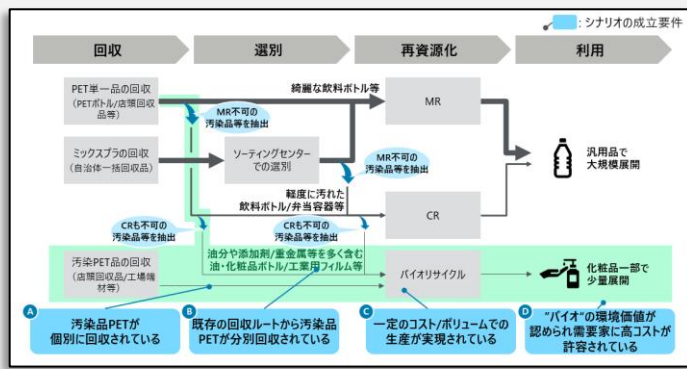 ：シナリオの成立要件
回収
選別
再資源化
利用
PET単一品の回収
（PETボトル/店頭回収
品等）
MR不可の
汚染品等を抽出
綺麗な飲料ボトル等
MR
ミックスプラの回収
（自治体一括回収品）
ソーティングセンター
での選別
MR不可の
汚染品等を抽出
汎用品で
大規模展開
軽度に汚れた
飲料ボトル/弁当容器等
CR
CRも不可の
汚染品等を抽出
CRも不可の
汚染品等を抽出
汚染PET品の回収
（店頭回収品/工場端
材等）
油分や添加剤/重金属等を多く含む
油・化粧品ボトル/工業用フィルム等
バイオリサイクル
化粧品一部で
少量展開
A
汚染品PETが
個別に回収されている
B
既存の回収ルートから汚染品
PETが分別回収されている
C
一定のコスト/ボリュームでの
生産が実現されている
D
"バイオ"の環境価値が
認められ需要家に高コストが
許容されている